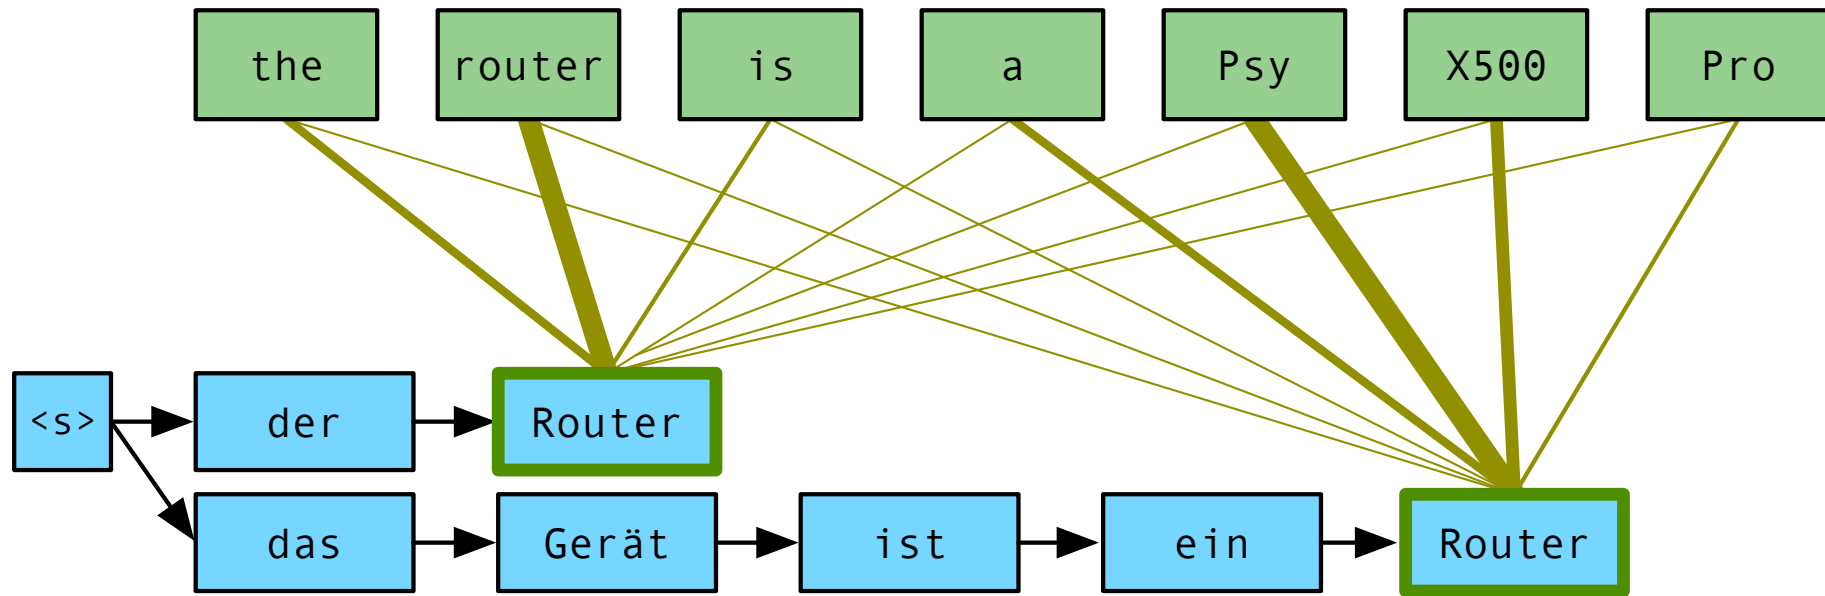 the router is a Psy X500 Pro
<s> der Router
das Gerät ist ein Router